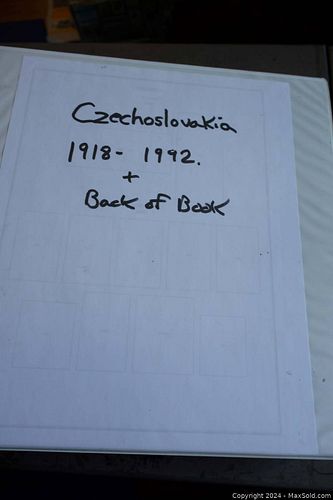 Czechoslovakia
1918- 1992.
+
Back of Book
Copyright 2024 - MaxSold.com